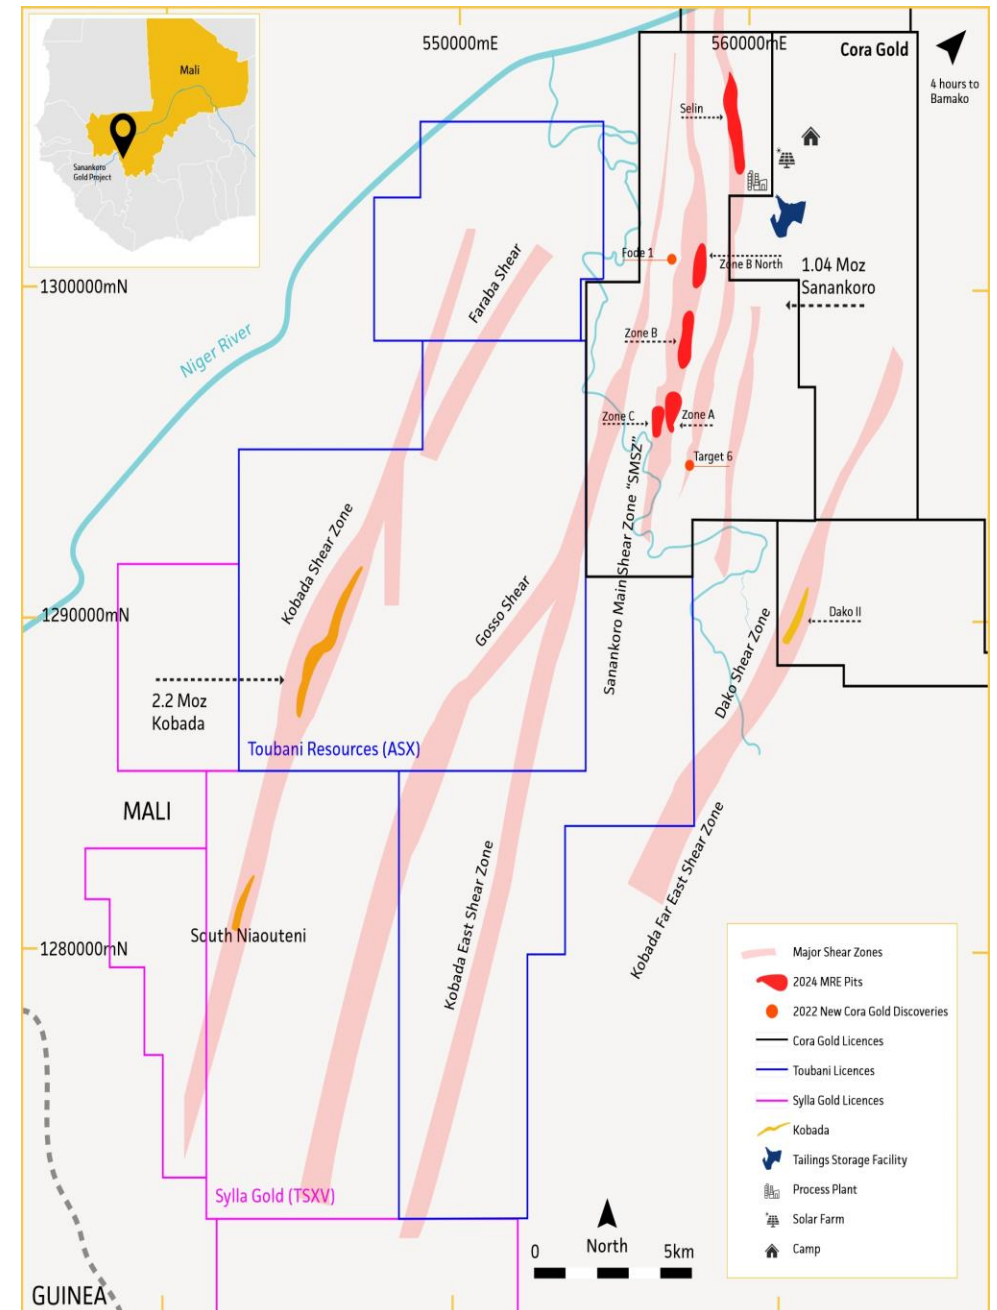 Mali
Sanankoro
Gold Project
550000mE
560000mE
Cora Gold
4 hours to
Bamako
Selin
Fode 1
Zone B North
1.04 Moz
Sanankoro
1300000mN
Niger River
Faraba Shear
Zone B
Zone C
Zone A
Target 6
Sanankoro Main Shear Zone "SMSZ"
Kobada Shear Zone
Gosso Shear
1290000mN
Dako II
Dako Shear Zone
2.2 Moz
Kobada
Toubani Resources (ASX)
MALI
South Niaouteni
1280000mN
Kobada East Shear Zone
Kobada Far East Shear Zone
Major Shear Zones
2024 MRE Pits
2022 New Cora Gold Discoveries
Cora Gold Licences
Toubani Licences
Sylla Gold Licences
Kobada
Tailings Storage Facility
Process Plant
Solar Farm
Camp
Sylla Gold (TSXV)
0
North
5km
GUINEA